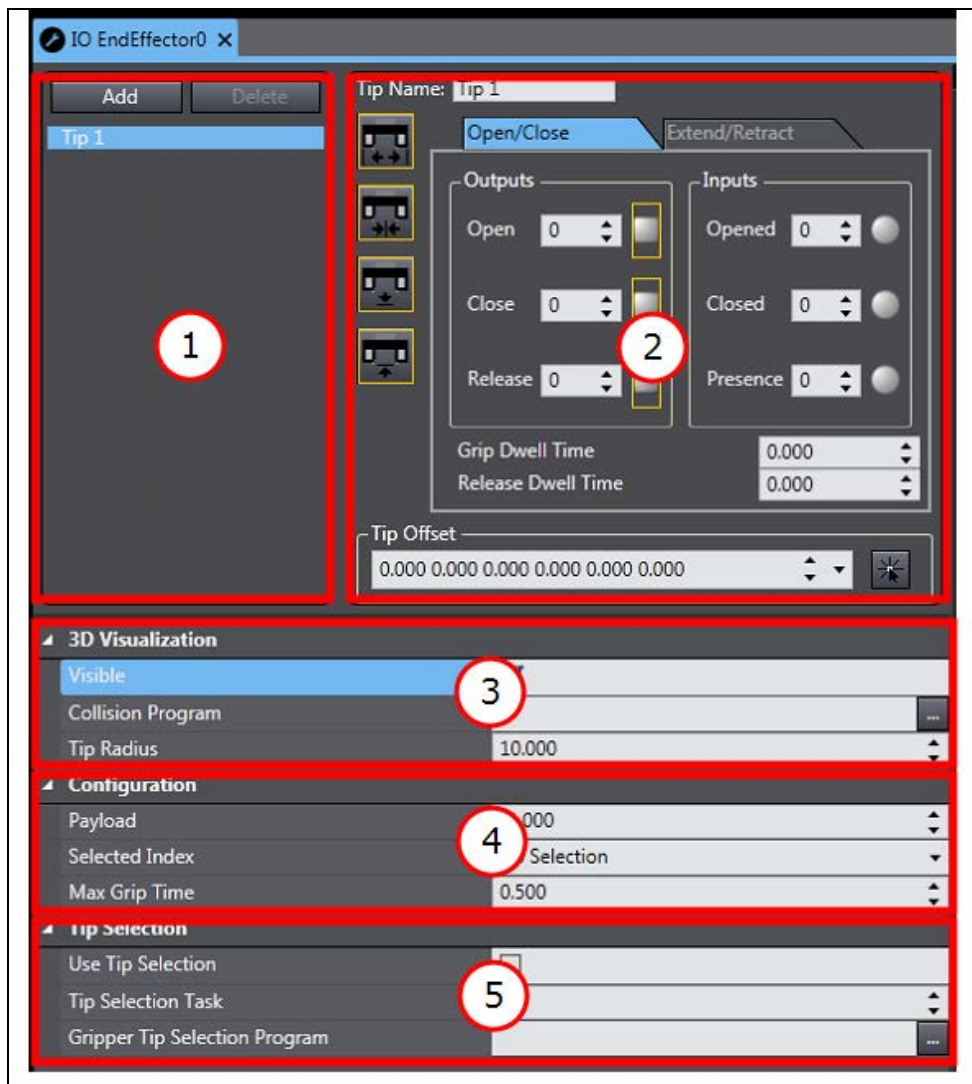 IO EndEffector0
Add Delete
Tip 1
1
Tip Name: Tip 1
Open/Close Extend/Retract
Outputs Inputs
Open 0 Opened 0
Close 0 Closed 0
2
Release 0 Presence 0
Grip Dwell Time 0.000
Release Dwell Time 0.000
Tip Offset
0.000 0.000 0.000 0.000 0.000 0.000
3D Visualization
Visible
3
Collision Program ...
Tip Radius 10.000
Configuration
Payload
4
Selected Index Selection
Max Grip Time 0.500
Tip Selection
Use Tip Selection
5
Tip Selection Task
Gripper Tip Selection Program ...